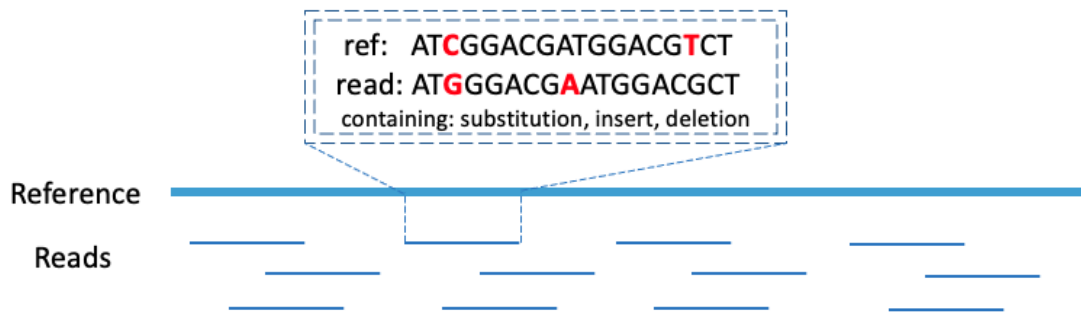 ref: ATCGGACGATGGACGTCT
read: ATGGGACGAATGGACGCT
containing: substitution, insert, deletion
Reference
Reads